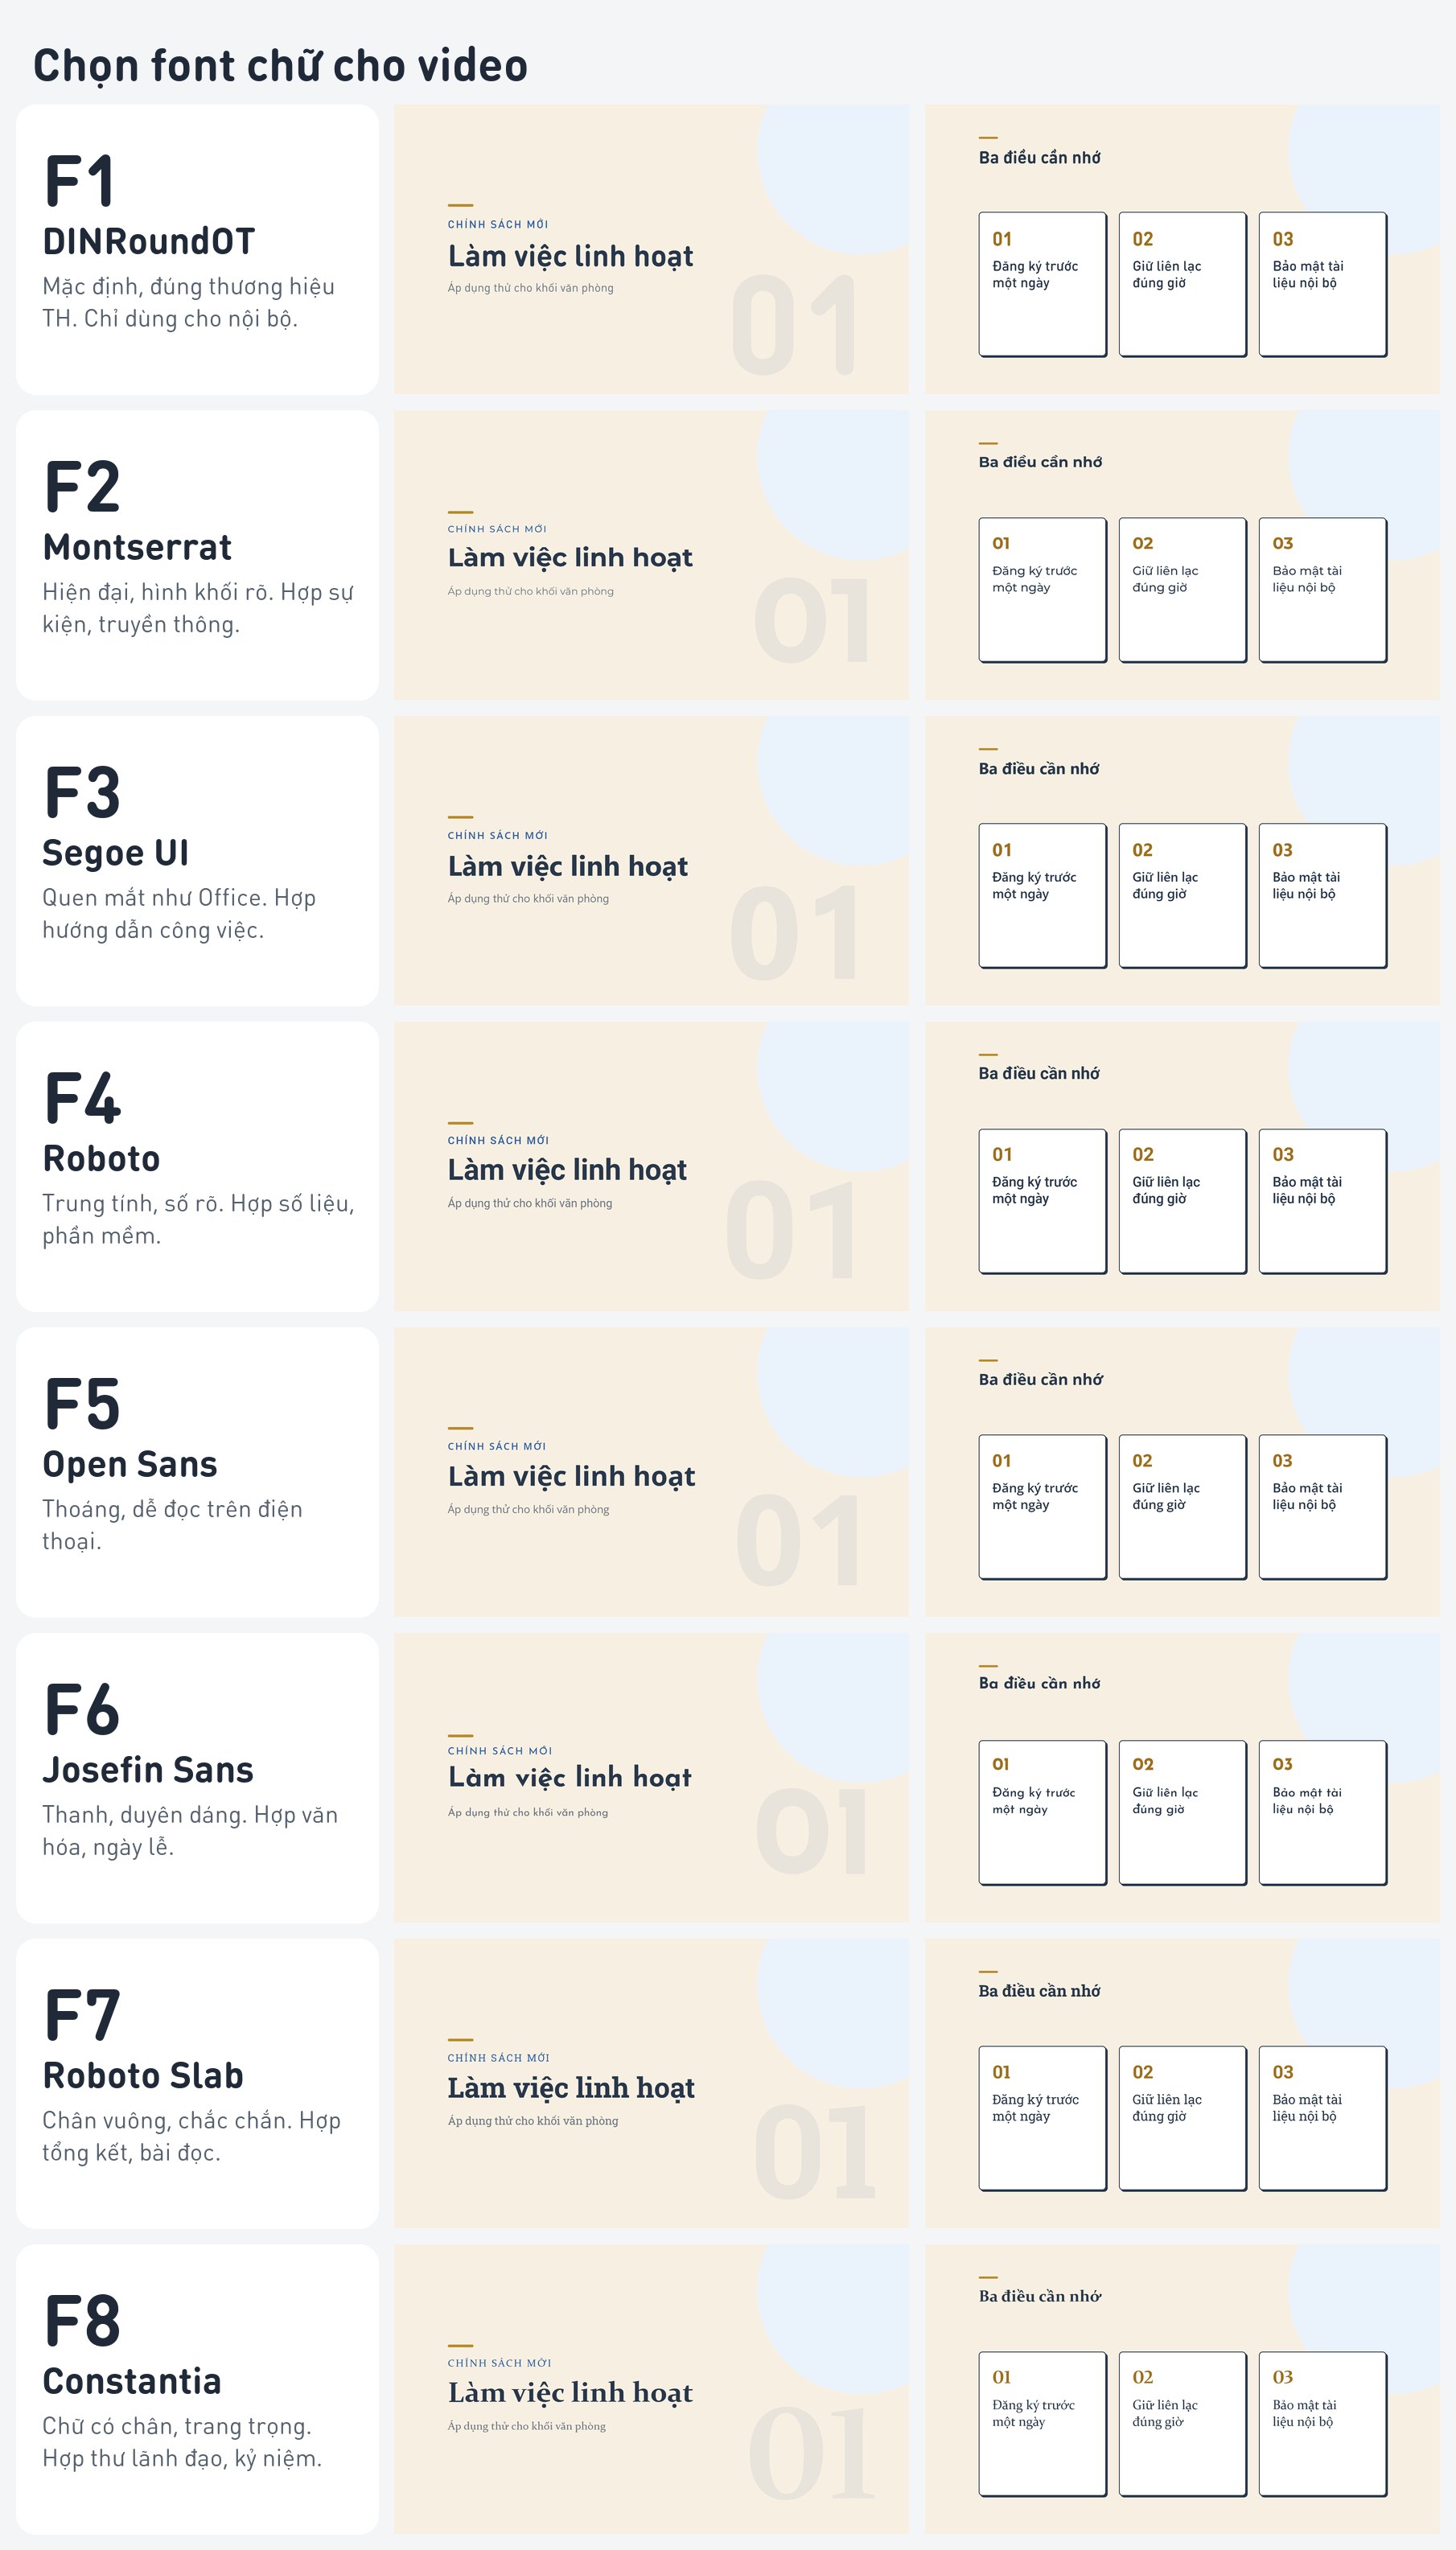 Chọn font chữ cho video
F1
DINRoundOT
Mặc định, đúng thương hiệu
TH. Chỉ dùng cho nội bộ.
CHÍNH SÁCH MỚI
Làm việc linh hoạt
Áp dụng thử cho khối văn phòng
01
Ba điều cần nhớ
01
Đăng ký trước
một ngày
02
Giữ liên lạc
đúng giờ
03
Bảo mật tài
liệu nội bộ
F2
Montserrat
Hiện đại, hình khối rõ. Hợp sự
kiện, truyền thông.
CHÍNH SÁCH MỚI
Làm việc linh hoạt
Áp dụng thử cho khối văn phòng
01
Ba điều cần nhớ
01
Đăng ký trước
một ngày
02
Giữ liên lạc
đúng giờ
03
Bảo mật tài
liệu nội bộ
F3
Segoe UI
Quen mắt như Office. Hợp
hướng dẫn công việc.
CHÍNH SÁCH MỚI
Làm việc linh hoạt
Áp dụng thử cho khối văn phòng
01
Ba điều cần nhớ
01
Đăng ký trước
một ngày
02
Giữ liên lạc
đúng giờ
03
Bảo mật tài
liệu nội bộ
F4
Roboto
Trung tính, số rõ. Hợp số liệu,
phần mềm.
CHÍNH SÁCH MỚI
Làm việc linh hoạt
Áp dụng thử cho khối văn phòng
01
Ba điều cần nhớ
01
Đăng ký trước
một ngày
02
Giữ liên lạc
đúng giờ
03
Bảo mật tài
liệu nội bộ
F5
Open Sans
Thoáng, dễ đọc trên điện
thoại.
CHÍNH SÁCH MỚI
Làm việc linh hoạt
Áp dụng thử cho khối văn phòng
01
Ba điều cần nhớ
01
Đăng ký trước
một ngày
02
Giữ liên lạc
đúng giờ
03
Bảo mật tài
liệu nội bộ
F6
Josefin Sans
Thanh, duyên dáng. Hợp văn
hóa, ngày lễ.
CHÍNH SÁCH MỚI
Làm việc linh hoạt
Áp dụng thử cho khối văn phòng
01
Ba điều cần nhớ
01
Đăng ký trước
một ngày
02
Giữ liên lạc
đúng giờ
03
Bảo mật tài
liệu nội bộ
F7
Roboto Slab
Chân vuông, chắc chắn. Hợp
tổng kết, bài đọc.
CHÍNH SÁCH MỚI
Làm việc linh hoạt
Áp dụng thử cho khối văn phòng
01
Ba điều cần nhớ
01
Đăng ký trước
một ngày
02
Giữ liên lạc
đúng giờ
03
Bảo mật tài
liệu nội bộ
F8
Constantia
Chữ có chân, trang trọng.
Hợp thư lãnh đạo, kỷ niệm.
CHÍNH SÁCH MỚI
Làm việc linh hoạt
Áp dụng thử cho khối văn phòng
01
Ba điều cần nhớ
01
Đăng ký trước
một ngày
02
Giữ liên lạc
đúng giờ
03
Bảo mật tài
liệu nội bộ